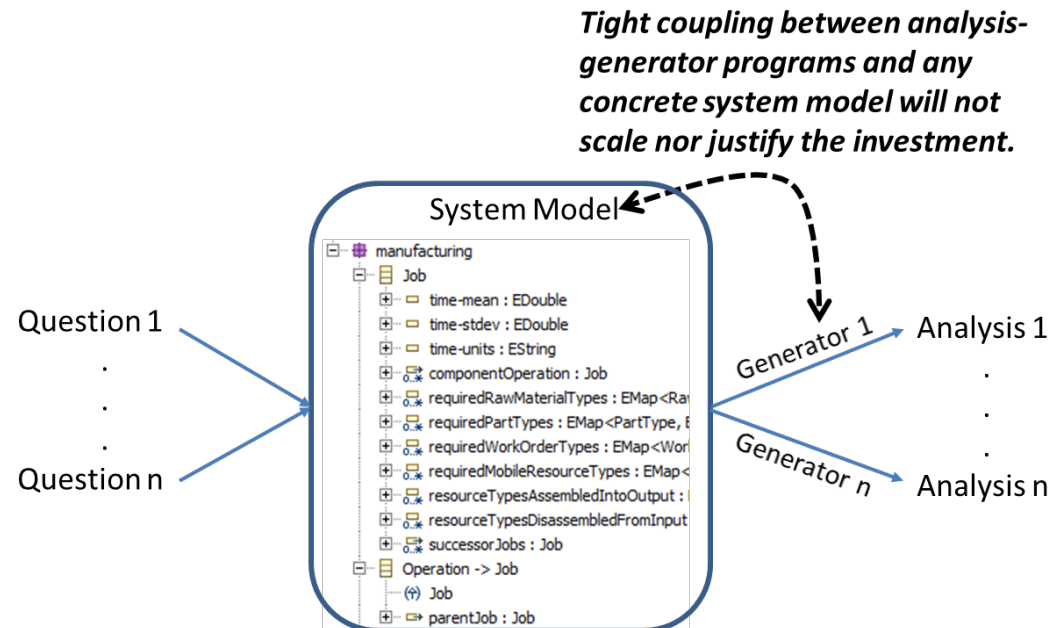 Tight coupling between analysis-
generator programs and any
concrete system model will not
scale nor justify the investment.
System Model
manufacturing
Job
time-mean : EDouble
time-stdev : EDouble
time-units : EString
componentOperation : Job
requiredRawMaterialTypes : EMap<Ra
requiredPartTypes : EMap<PartType, E
requiredWorkOrderTypes : EMap<Wor
requiredMobileResourceTypes : EMap<
resourceTypesAssembledIntoOutput :
resourceTypesDisassembledFromInput
successorJobs : Job
Operation -> Job
Job
parentJob : Job
Question 1
.
.
.
Question n
Generator 1
Generator n
Analysis 1
.
.
.
Analysis n